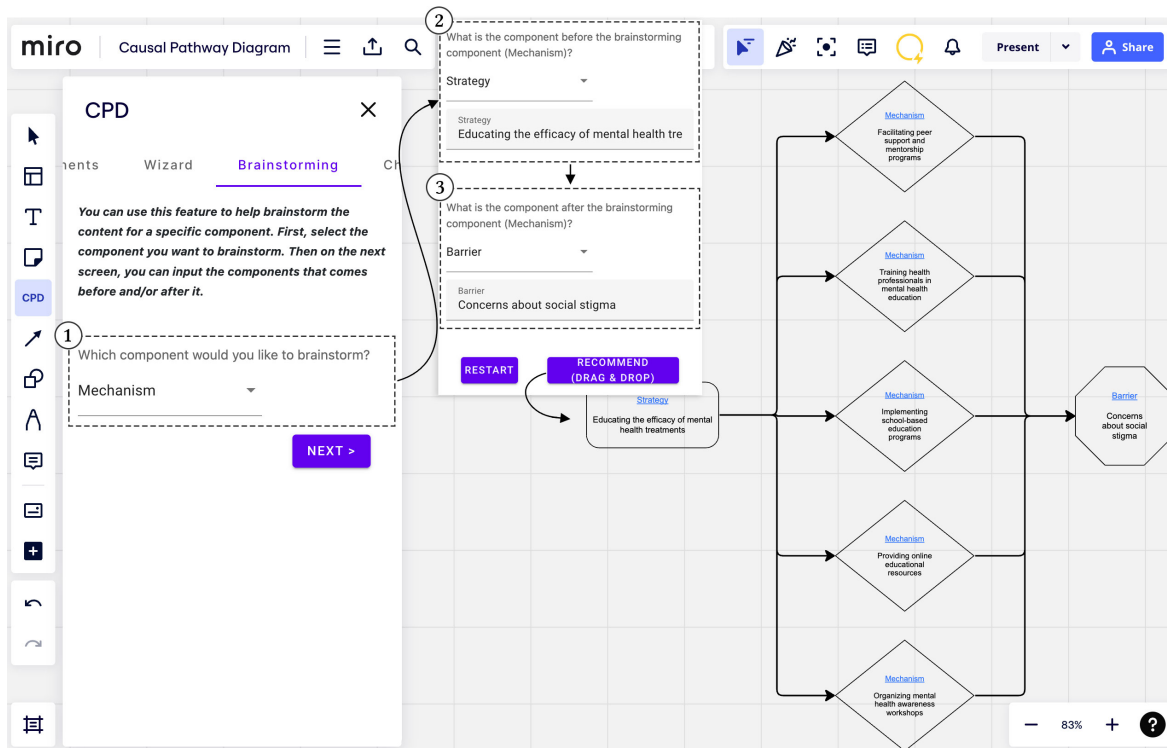 miro
Causal Pathway Diagram
Present
Share
CPD
CPD
nents
Wizard
Brainstorming
Ch
You can use this feature to help brainstorm the
content for a specific component. First, select the
component you want to brainstorm. Then on the next
screen, you can input the components that comes
before and/or after it.
1
Which component would you like to brainstorm?
Mechanism
NEXT >
2
What is the component before the brainstorming
component (Mechanism)?
Strategy
Strategy
Educating the efficacy of mental health tre
3
What is the component after the brainstorming
component (Mechanism)?
Barrier
Barrier
Concerns about social stigma
RESTART
RECOMMEND
(DRAG & DROP)
Strategy
Educating the efficacy of mental
health treatments
Mechanism
Facilitating peer
support and
mentorship
programs
Mechanism
Training health
professionals in
mental health
education
Mechanism
Implementing
school-based
education
programs
Mechanism
Providing online
educational
resources
Mechanism
Organizing mental
health awareness
workshops
Barrier
Concerns
about social
stigma
83%
?